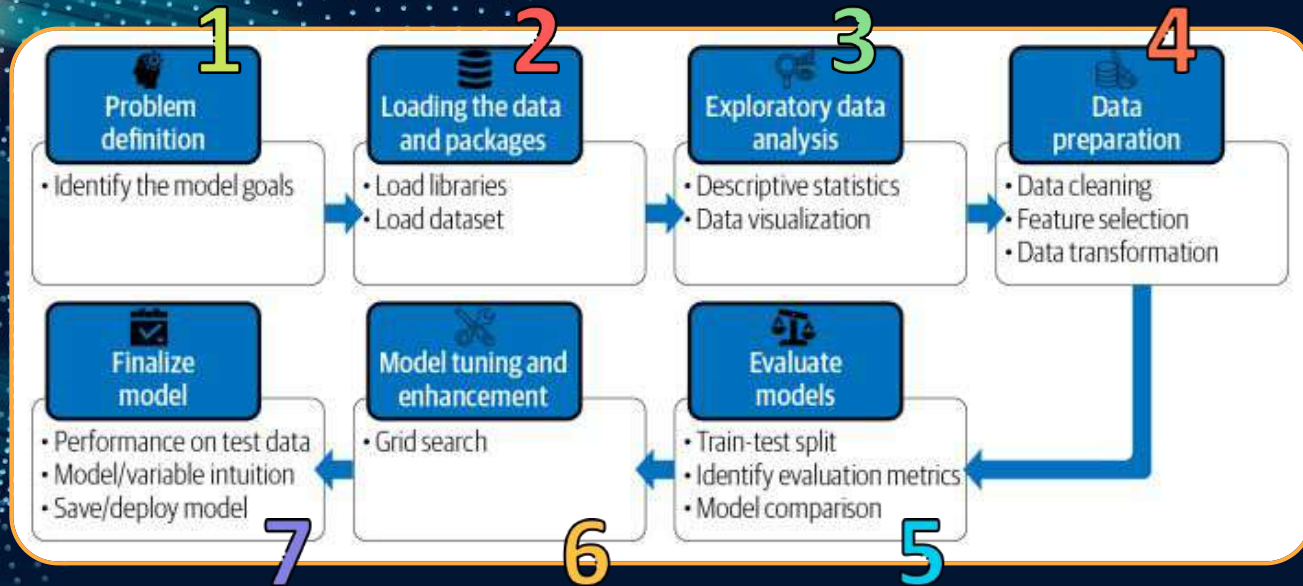 1
Problem
definition
• Identify the model goals
2
Loading the data
and packages
• Load libraries
• Load dataset
3
Exploratory data
analysis
• Descriptive statistics
• Data visualization
4
Data
preparation
• Data cleaning
• Feature selection
• Data transformation
Evaluate
models
• Train-test split
• Identify evaluation metrics
• Model comparison
5
Model tuning and
enhancement
• Grid search
6
Finalize
model
• Performance on test data
• Model/variable intuition
• Save/deploy model
7